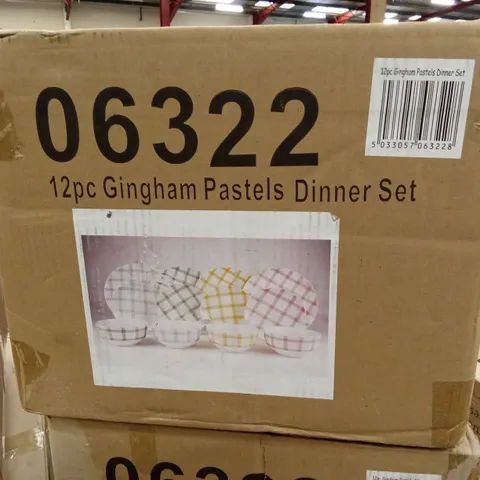 12pc Gingham Pastels Dinner Set
5 033057 063228
06322
12pc Gingham Pastels Dinner Set